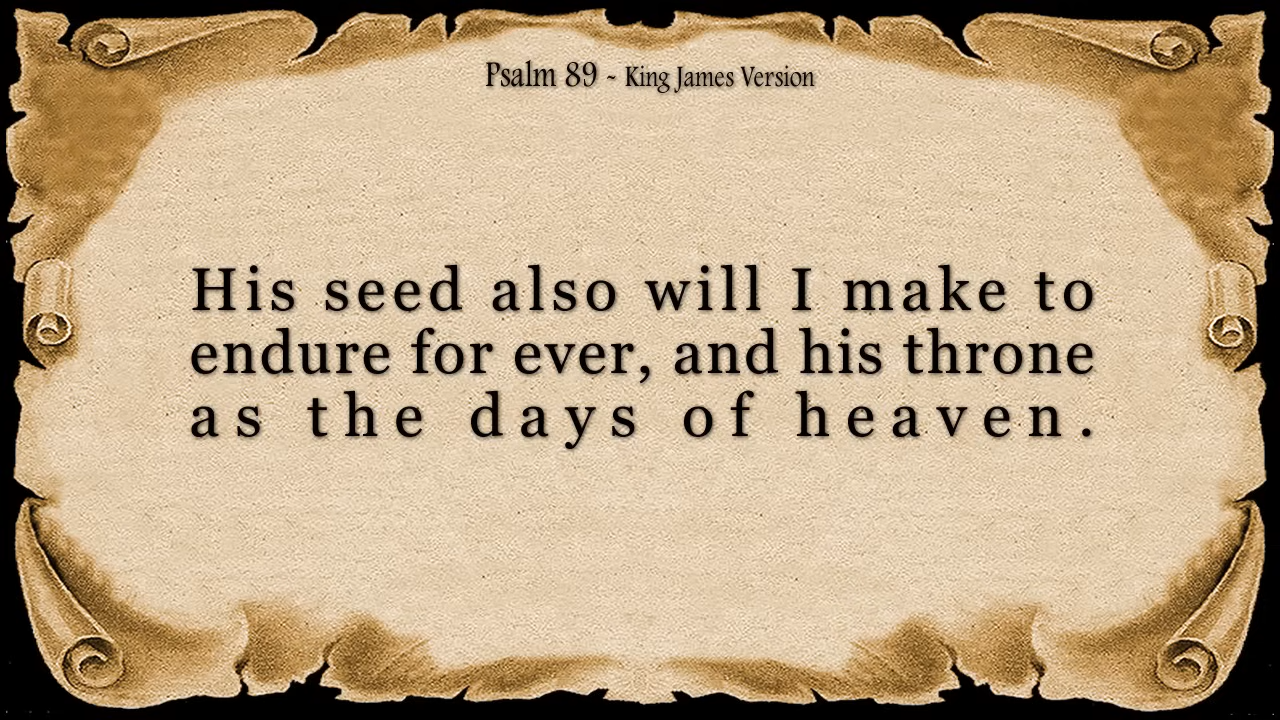 Psalm 89 - King James Version
His seed also will I make to
endure for ever, and his throne
as the days of heaven.